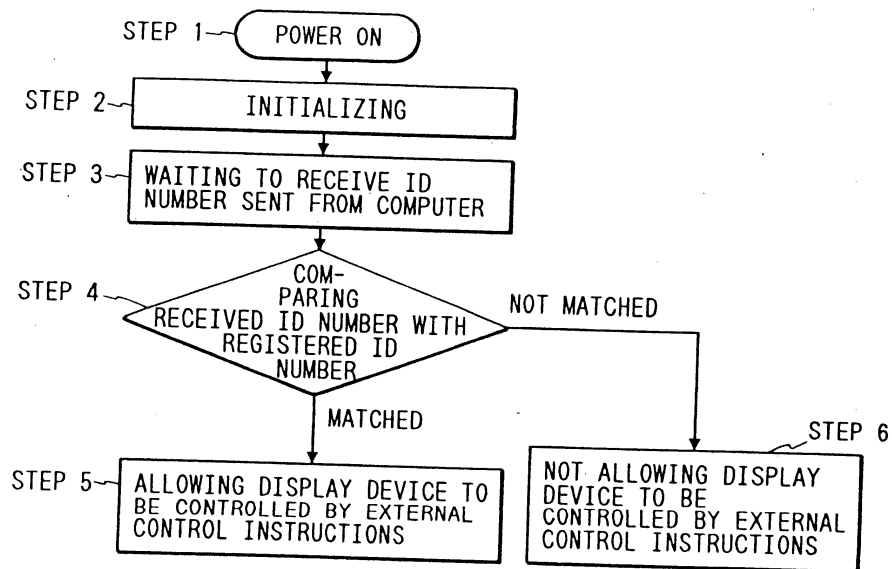 STEP 1
POWER ON
STEP 2
INITIALIZING
STEP 3
WAITING TO RECEIVE ID
NUMBER SENT FROM COMPUTER
STEP 4
COM-
PARING
RECEIVED ID NUMBER WITH
REGISTERED ID
NUMBER
NOT MATCHED
MATCHED
STEP 5
ALLOWING DISPLAY DEVICE TO
BE CONTROLLED BY EXTERNAL
CONTROL INSTRUCTIONS
STEP 6
NOT ALLOWING DISPLAY
DEVICE TO BE
CONTROLLED BY EXTERNAL
CONTROL INSTRUCTIONS